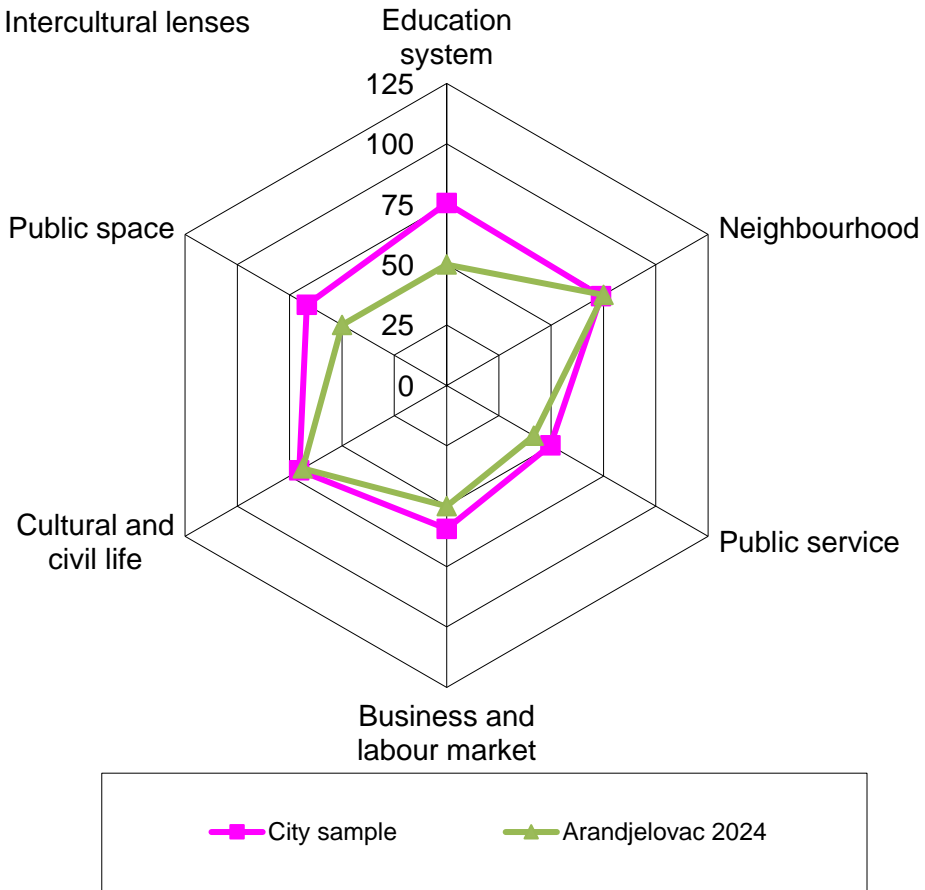 Intercultural lenses
Education
system
125
100
75
50
25
0
Neighbourhood
Public service
Business and
labour market
Cultural and
civil life
Public space
City sample
Arandjelovac 2024